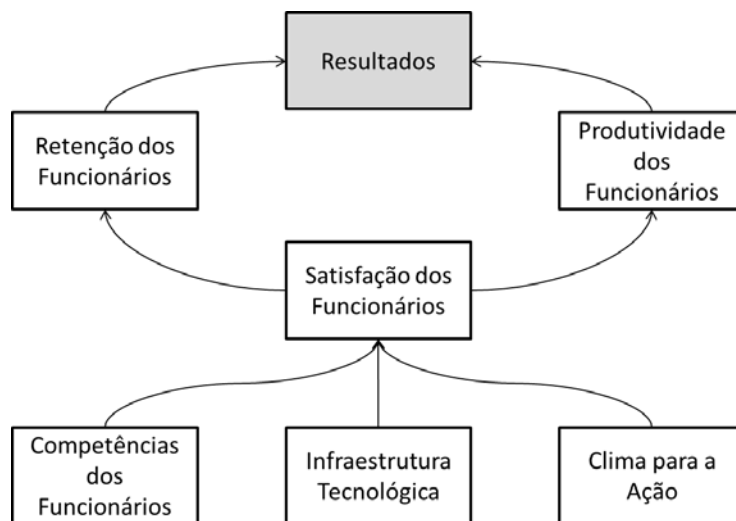 Resultados
Retenção dos
Funcionários
Produtividade
dos
Funcionários
Satisfação dos
Funcionários
Competências
dos
Funcionários
Infraestrutura
Tecnológica
Clima para a
Ação